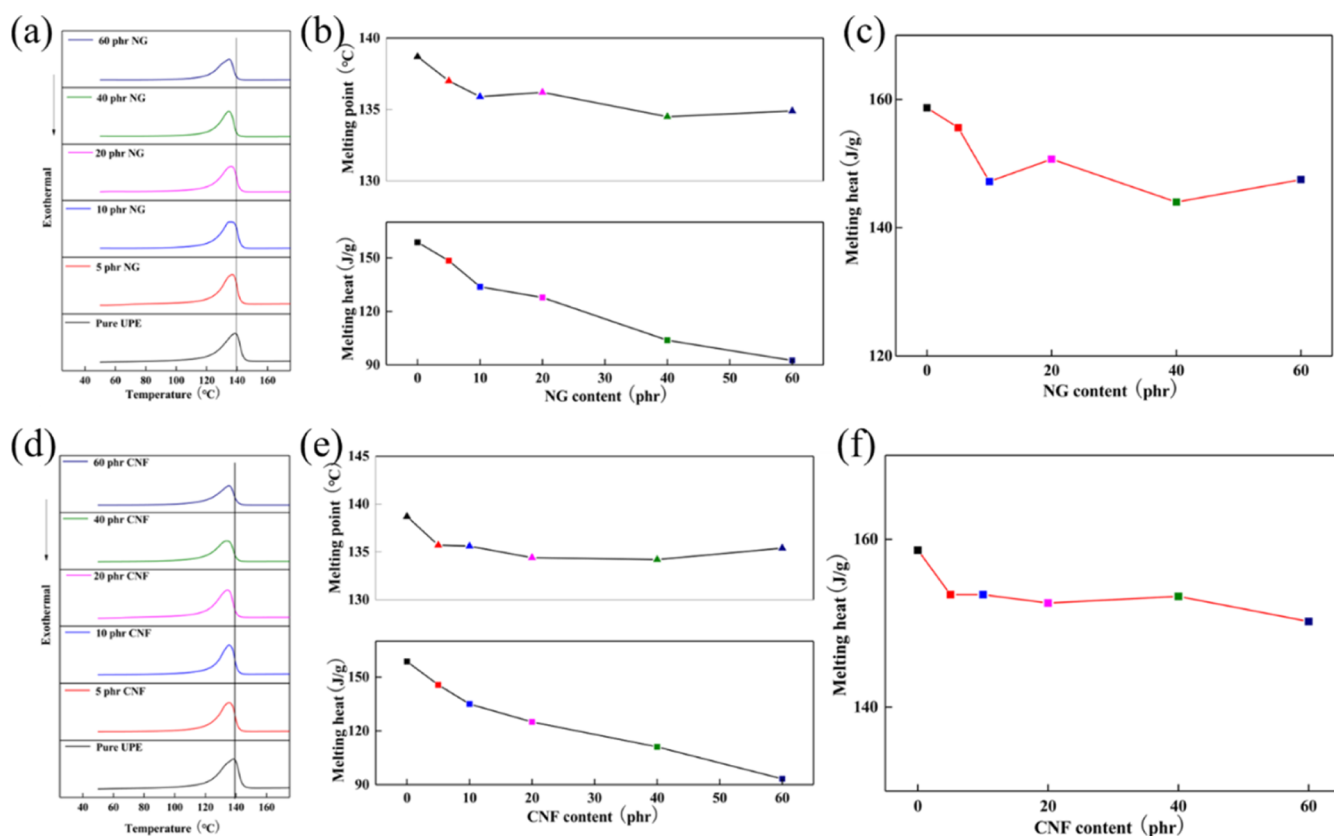 (a)
60 phr NG
40 phr NG
20 phr NG
10 phr NG
5 phr NG
Pure UPE
Exothermal
40 60 80 100 120 140 160
Temperature (°C)
(b)
140
135
130
Melting point (°C)
150
120
90
Melting heat (J/g)
0 10 20 30 40 50 60
NG content (phr)
(c)
160
140
120
Melting heat (J/g)
0 20 40 60
NG content (phr)
(d)
60 phr CNF
40 phr CNF
20 phr CNF
10 phr CNF
5 phr CNF
Pure UPE
Exothermal
40 60 80 100 120 140 160
Temperature (°C)
(e)
145
140
135
130
Melting point (°C)
150
120
90
Melting heat (J/g)
0 10 20 30 40 50 60
CNF content (phr)
(f)
160
140
Melting heat (J/g)
0 20 40 60
CNF content (phr)